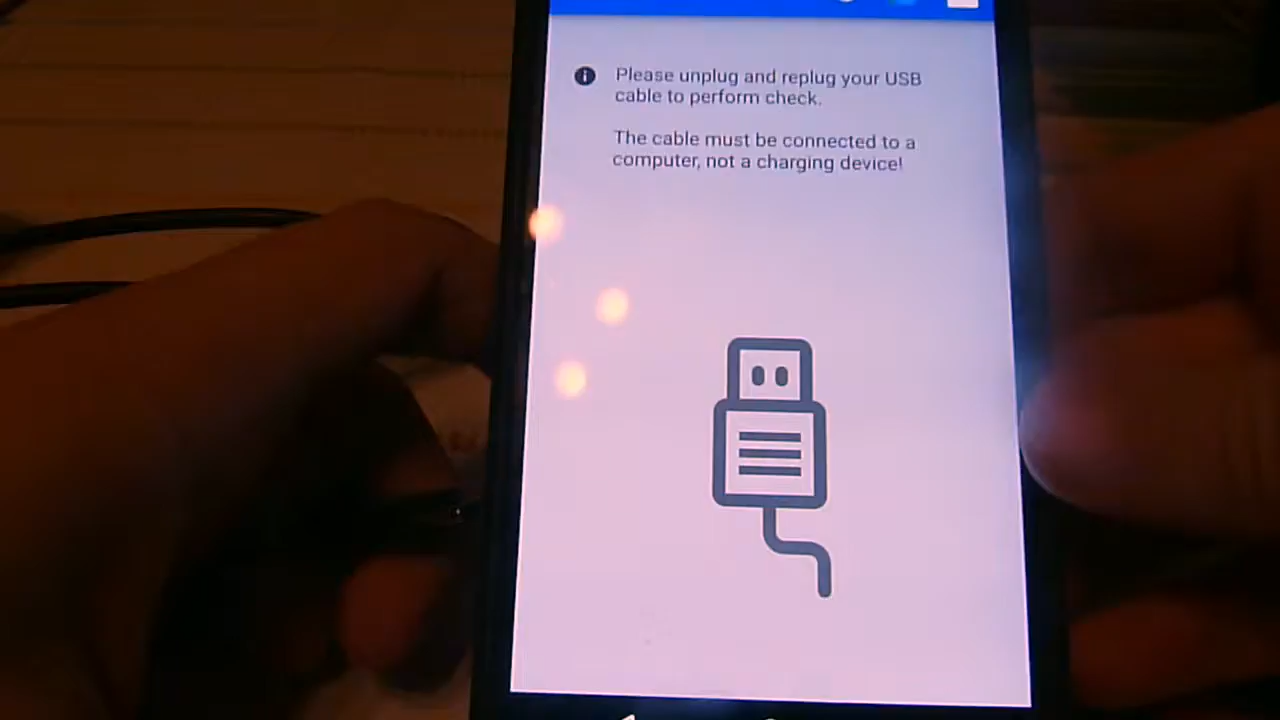 Please unplug and replug your USB
cable to perform check.
The cable must be connected to a
computer, not a charging device!